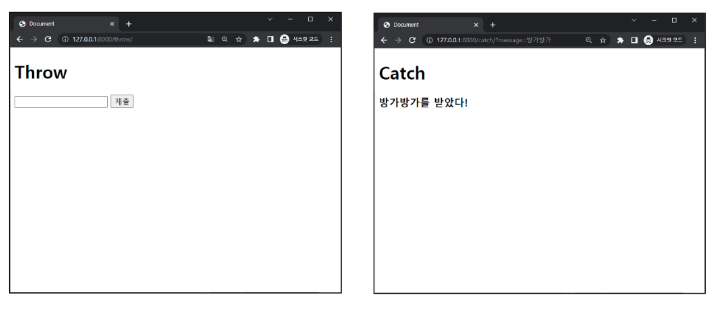 Document
127.0.0.1:8000/throw/
시크릿 모드
Throw
제출
Document
127.0.0.1:8000/catch/?message=방가방가
시크릿 모드
Catch
방가방가를 받았다!